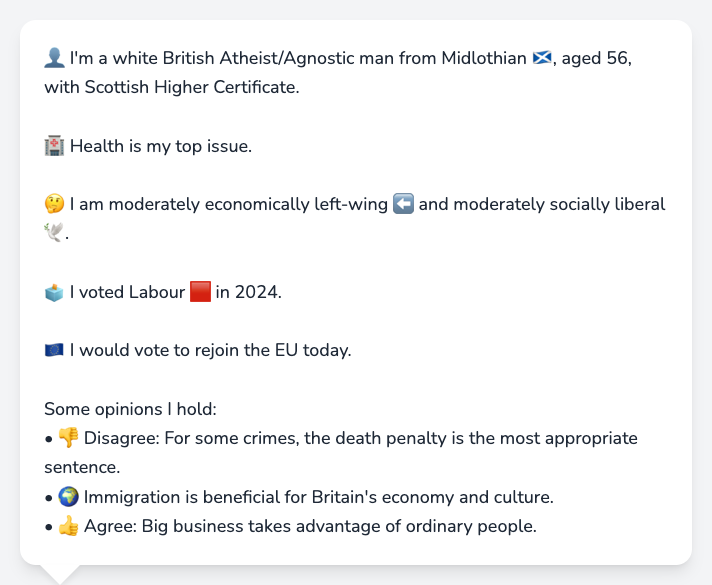 👤 I'm a white British Atheist/Agnostic man from Midlothian 🏴󠁧󠁢󠁳󠁣󠁴󠁿, aged 56,
with Scottish Higher Certificate.
🏥 Health is my top issue.
🤔 I am moderately economically left-wing ⬅️ and moderately socially liberal
🕊️.
🗳️ I voted Labour 🟥 in 2024.
🇪🇺 I would vote to rejoin the EU today.
Some opinions I hold:
• 👎 Disagree: For some crimes, the death penalty is the most appropriate
sentence.
• 🌍 Immigration is beneficial for Britain's economy and culture.
• 👍 Agree: Big business takes advantage of ordinary people.